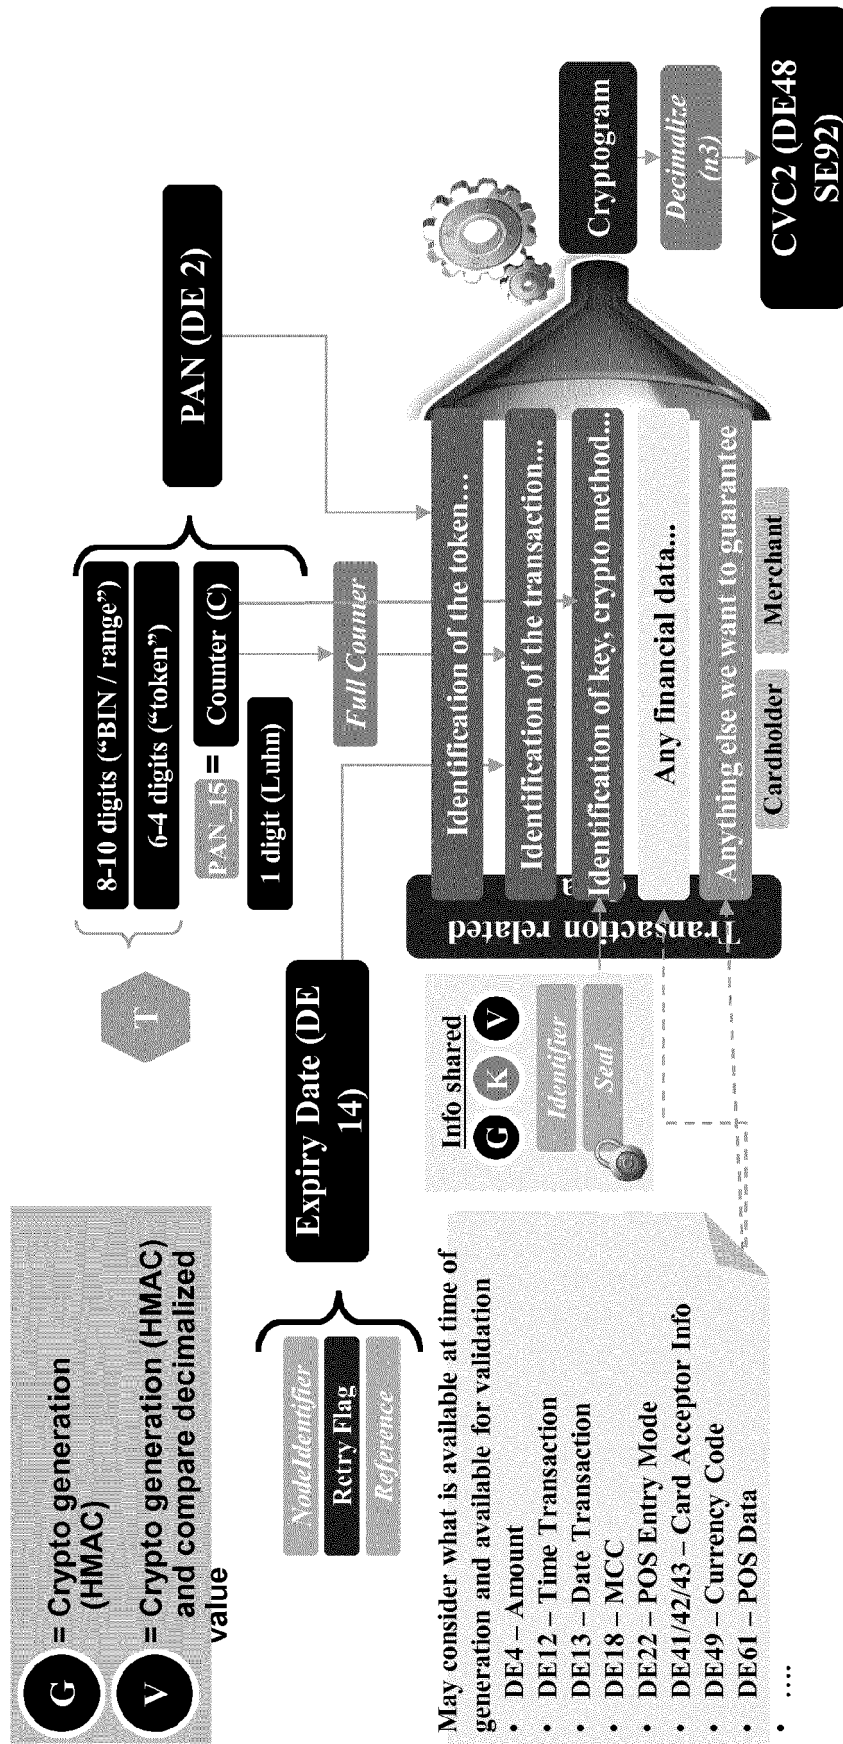 G = Crypto generation
(HMAC)
V = Crypto generation (HMAC)
and compare decimalized
value
T
8-10 digits (“BIN / range”)
6-4 digits (“token”)
PAN_15 = Counter (C)
1 digit (Luhn)
PAN (DE 2)
NodeIdentifier
Retry Flag
Reference
Expiry Date (DE
14)
Full Counter
May consider what is available at time of
generation and available for validation
• DE4 – Amount
• DE12 – Time Transaction
• DE13 – Date Transaction
• DE18 – MCC
• DE22 – POS Entry Mode
• DE41/42/43 – Card Acceptor Info
• DE49 – Currency Code
• DE61 – POS Data
• ....
Info shared
G K V
Identifier
Seal
Transaction related
Identification of the token...
Identification of the transaction...
Identification of key, crypto method...
Any financial data...
Anything else we want to guarantee
Cardholder
Merchant
Cryptogram
Decimalize
(n3)
CVC2 (DE48
SE92)